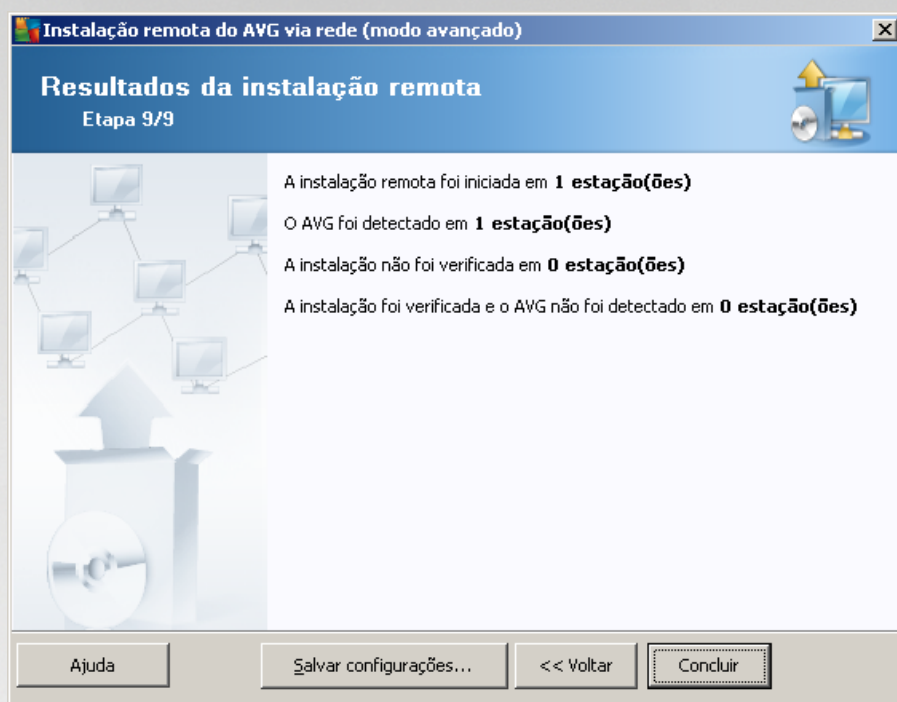 Instalação remota do AVG via rede (modo avançado)
Resultados da instalação remota
Etapa 9/9
A instalação remota foi iniciada em 1 estação(ões)
O AVG foi detectado em 1 estação(ões)
A instalação não foi verificada em 0 estação(ões)
A instalação foi verificada e o AVG não foi detectado em 0 estação(ões)
Ajuda
Salvar configurações...
<< Voltar
Concluir